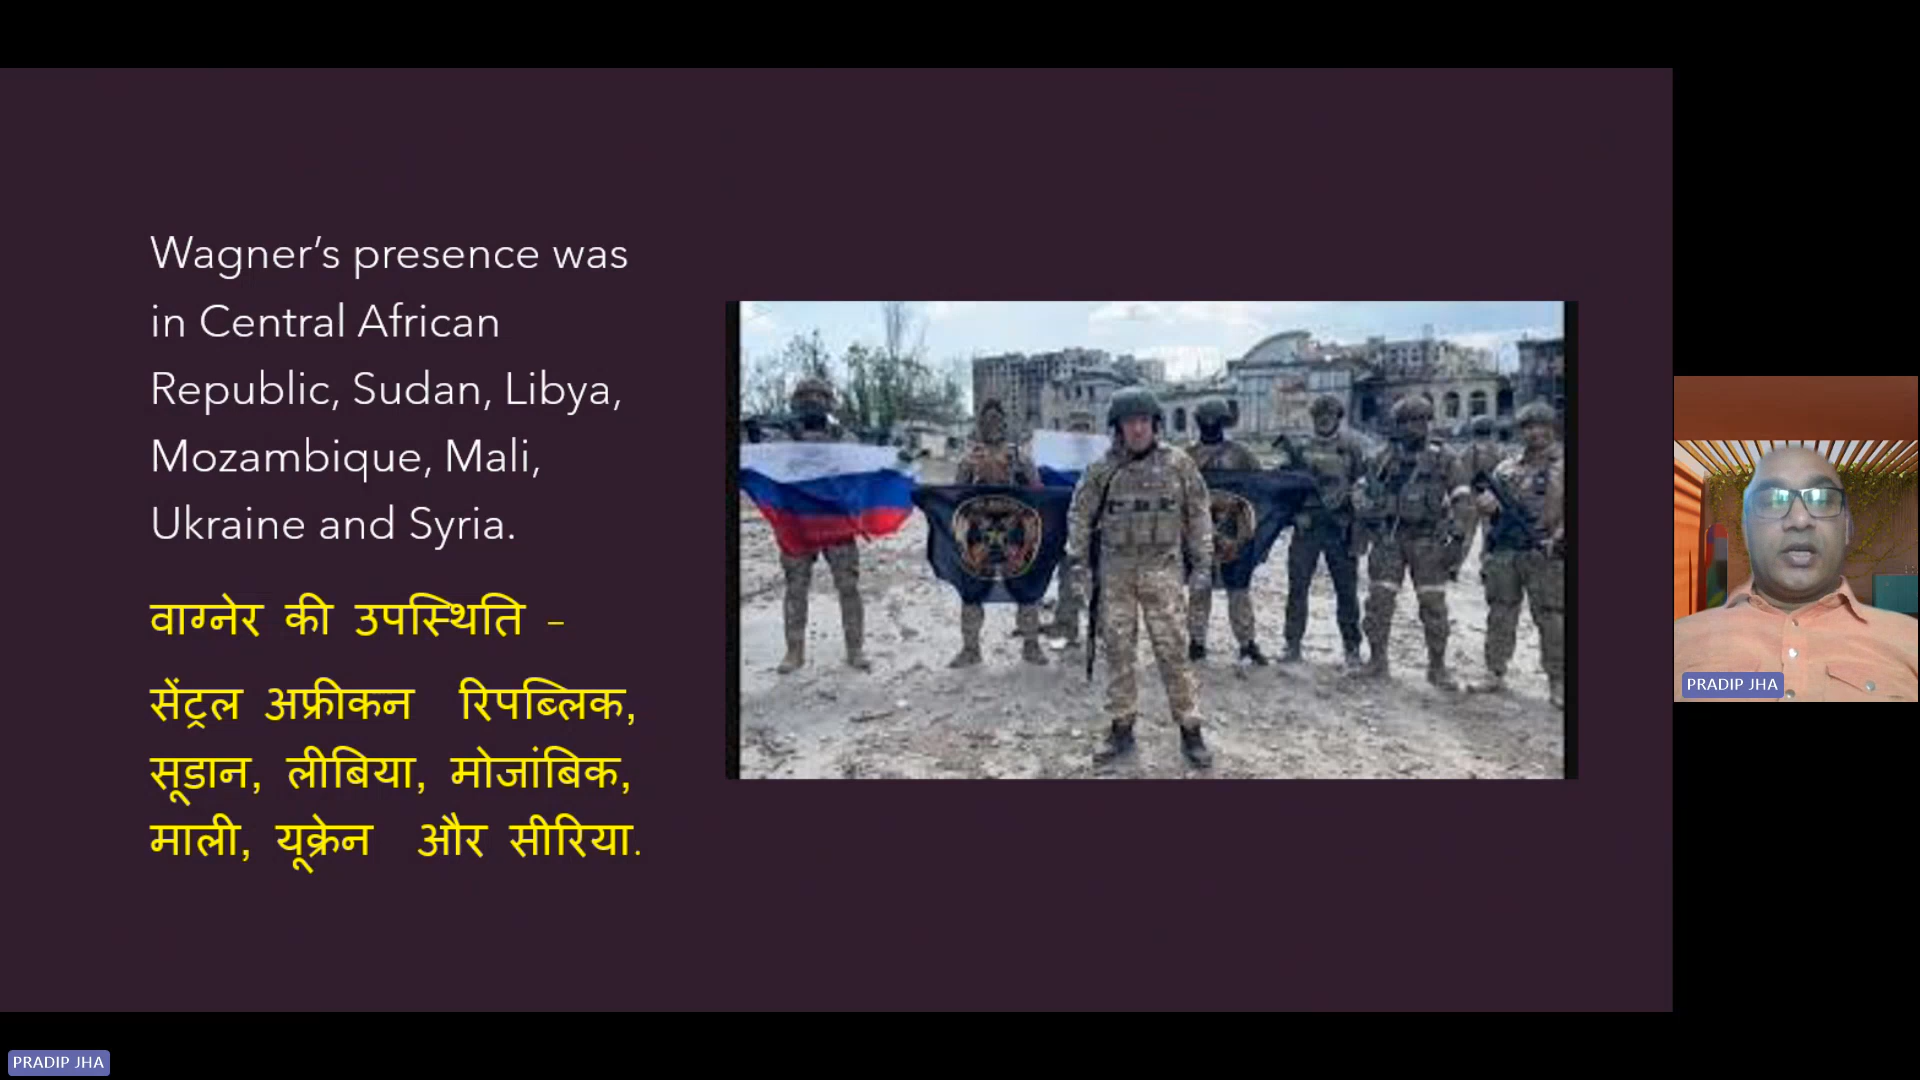 Wagner’s presence was
in Central African
Republic, Sudan, Libya,
Mozambique, Mali,
Ukraine and Syria.
वाग्नेर की उपस्थिति –
सेंट्रल अफ्रीकन रिपब्लिक,
सूडान, लीबिया, मोजांबिक,
माली, यूक्रेन और सीरिया.
PRADIP JHA
PRADIP JHA